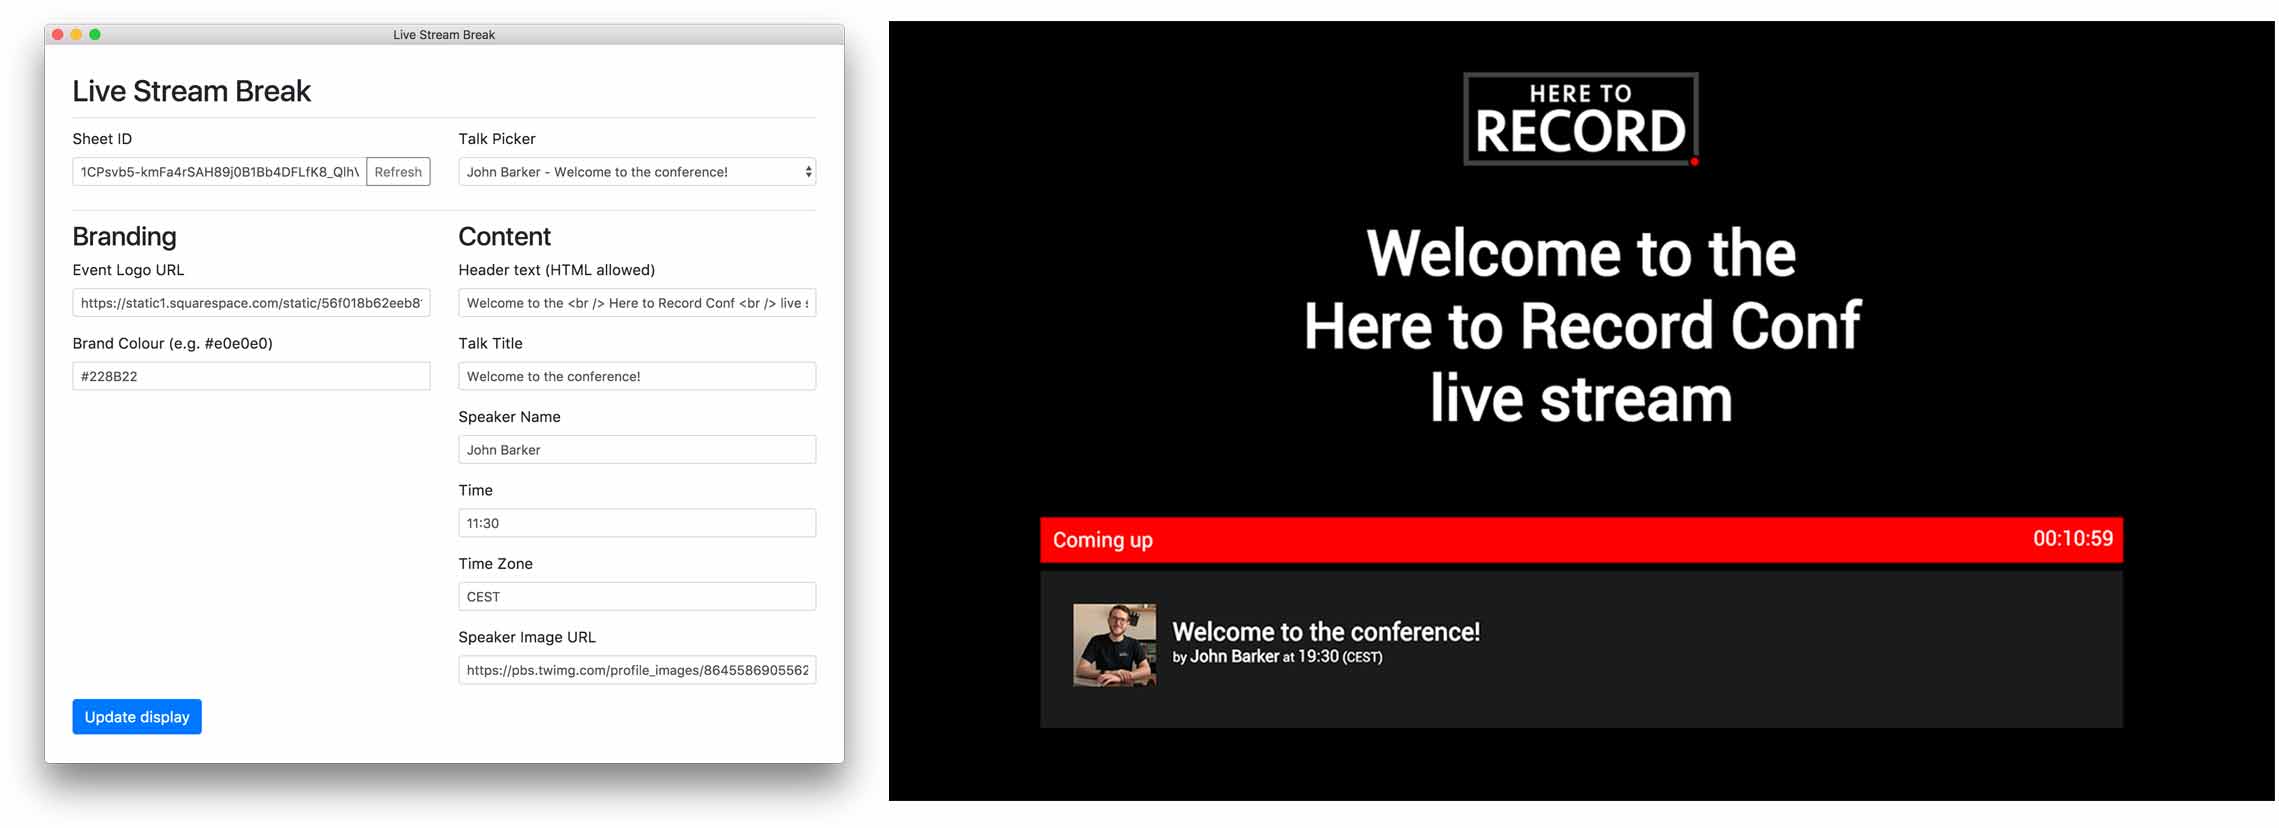 Live Stream Break
Live Stream Break
Sheet ID
1CPsvb5-kmFa4rSAH89j0B1Bb4DFLfK8_QlhV
Refresh
Talk Picker
John Barker - Welcome to the conference!
Branding
Event Logo URL
https://static1.squarespace.com/static/56f018b62eeb8
Brand Colour (e.g. #e0e0e0)
#228B22
Content
Header text (HTML allowed)
Welcome to the <br /> Here to Record Conf <br /> live s
Talk Title
Welcome to the conference!
Speaker Name
John Barker
Time
11:30
Time Zone
CEST
Speaker Image URL
https://pbs.twimg.com/profile_images/8645586905562
Update display
HERE TO
RECORD
Welcome to the
Here to Record Conf
live stream
Coming up
00:10:59
Welcome to the conference!
by John Barker at 19:30 (CEST)